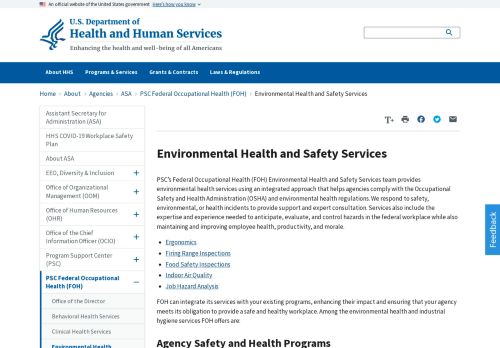 An official website of the United States government Here's how you know
U.S. Department of
Health and Human Services
Enhancing the health and well-being of all Americans
About HHS Programs & Services Grants & Contracts Laws & Regulations
Home › About › Agencies › ASA › PSC Federal Occupational Health (FOH) › Environmental Health and Safety Services
Assistant Secretary for
Administration (ASA)
HHS COVID-19 Workplace Safety
Plan
About ASA
EEO, Diversity & Inclusion +
Office of Organizational
Management (OOM) +
Office of Human Resources
(OHR) +
Office of the Chief
Information Officer (OCIO) +
Program Support Center
(PSC) +
PSC Federal Occupational
Health (FOH) −
Office of the Director
Behavioral Health Services
Clinical Health Services
Environmental Health
T+
Environmental Health and Safety Services
PSC's Federal Occupational Health (FOH) Environmental Health and Safety Services team provides
environmental health services using an integrated approach that helps agencies comply with the Occupational
Safety and Health Administration (OSHA) and environmental health regulations. We respond to safety,
environmental, or health incidents to provide support and expert consultation. Services also include the
expertise and experience needed to anticipate, evaluate, and control hazards in the federal workplace while also
maintaining and improving employee health, productivity, and morale.
• Ergonomics
• Firing Range Inspections
• Food Safety Inspections
• Indoor Air Quality
• Job Hazard Analysis
FOH can integrate its services with your existing programs, enhancing their impact and ensuring that your agency
meets its obligation to provide a safe and healthy workplace. Among the environmental health and industrial
hygiene services FOH offers are:
Agency Safety and Health Programs
Feedback